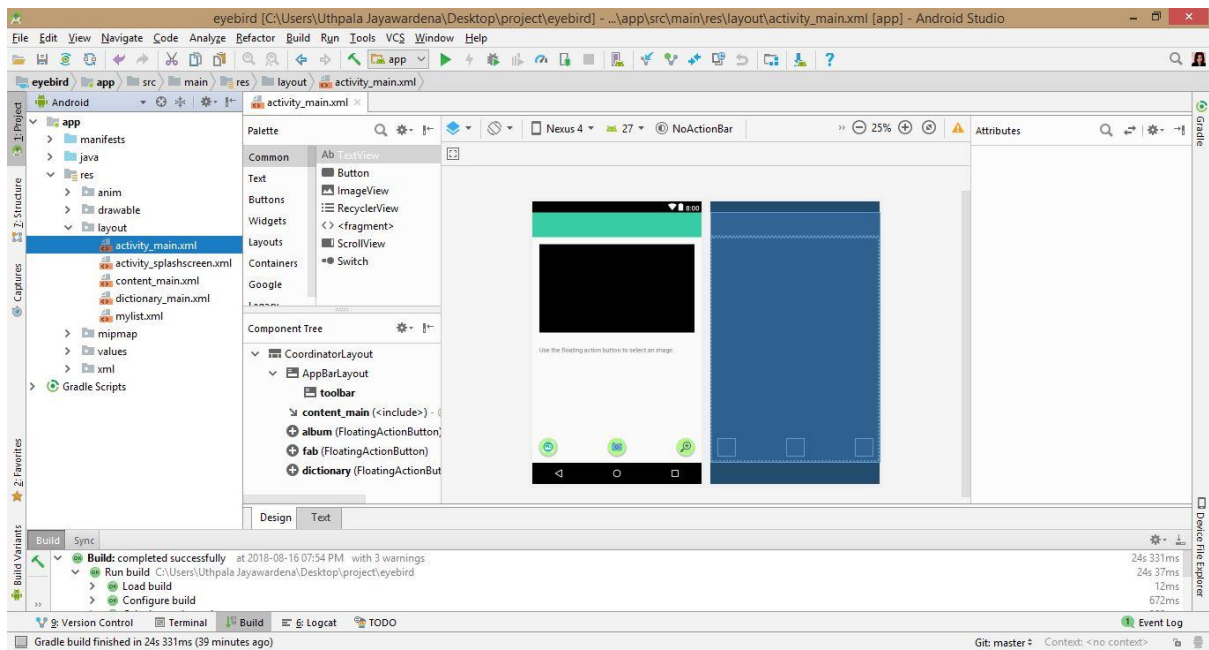 eyebird [C:\Users\Uthpala Jayawardena\Desktop\project\eyebird] - ...\app\src\main\res\layout\activity_main.xml [app] - Android Studio
File Edit View Navigate Code Analyze Refactor Build Run Tools VCS Window Help
app
eyebird app src main res layout activity_main.xml
1: Project
Z: Structure
Captures
2: Favorites
Build Variants
Android
app
manifests
java
res
anim
drawable
layout
activity_main.xml
activity_splashscreen.xml
content_main.xml
dictionary_main.xml
mylist.xml
mipmap
values
xml
Gradle Scripts
activity_main.xml
Palette
Common
Text
Buttons
Widgets
Layouts
Containers
Google
Ab TextView
Button
ImageView
RecyclerView
<fragment>
ScrollView
Switch
Component Tree
CoordinatorLayout
AppBarLayout
toolbar
content_main (<include>) -
album (FloatingActionButton)
fab (FloatingActionButton)
dictionary (FloatingActionBut
Nexus 4 27 NoActionBar 25%
8:00
Use the floating action button to select an image.
Attributes
Gradle
Device File Explorer
Design Text
Build Sync
Build: completed successfully at 2018-08-16 07:54 PM with 3 warnings 24s 331ms
Run build C:\Users\Uthpala Jayawardena\Desktop\project\eyebird 24s 37ms
Load build 12ms
Configure build 672ms
9: Version Control Terminal Build 6: Logcat TODO 1 Event Log
Gradle build finished in 24s 331ms (39 minutes ago) Git: master Context: <no context>